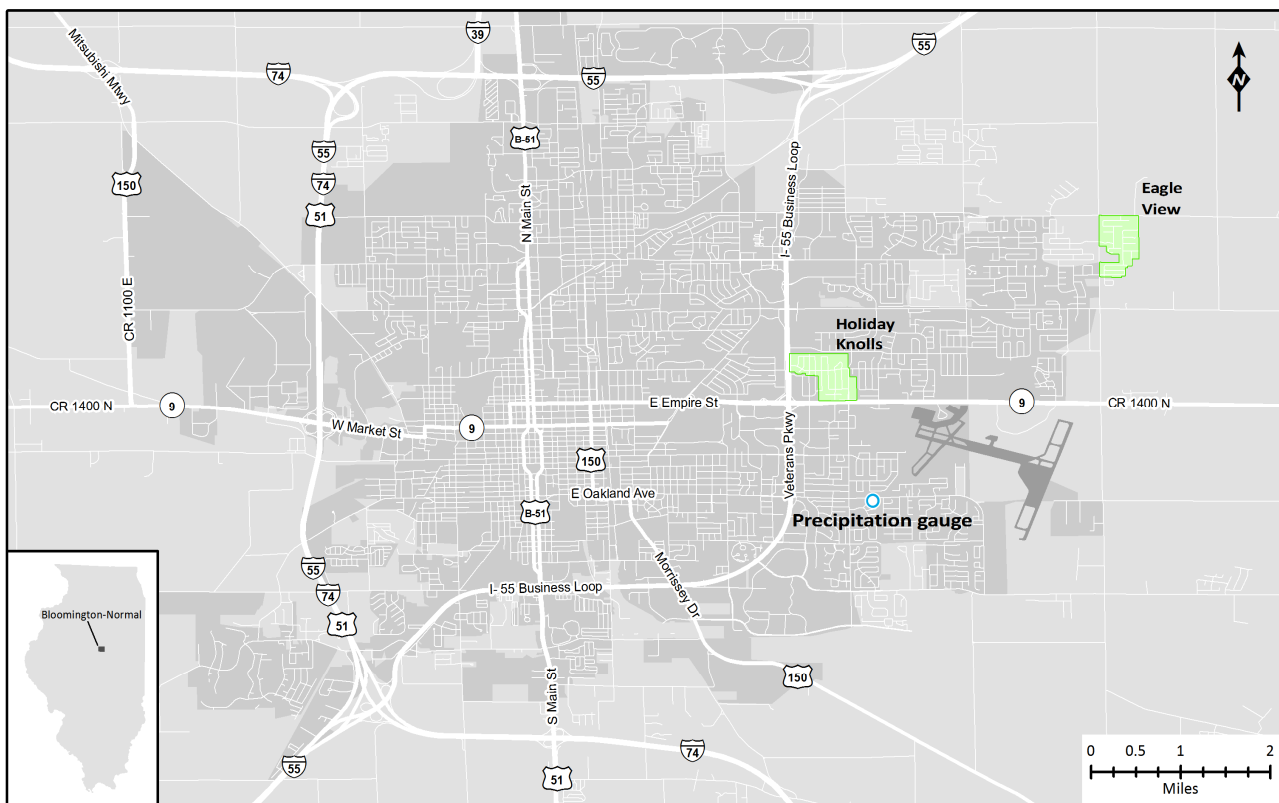 39
55
74
55
Mitsubishi Mtwy
N
B-51
55
150
74
51
N Main St
I- 55 Business Loop
Eagle
View
CR 1100 E
Holiday
Knolls
CR 1400 N
9
E Empire St
9
CR 1400 N
W Market St
9
150
Veterans Pkwy
E Oakland Ave
B-51
Precipitation gauge
55
74
51
I- 55 Business Loop
Morrissey Dr
Bloomington-Normal
S Main St
150
74
55
51
0 0.5 1 2
Miles